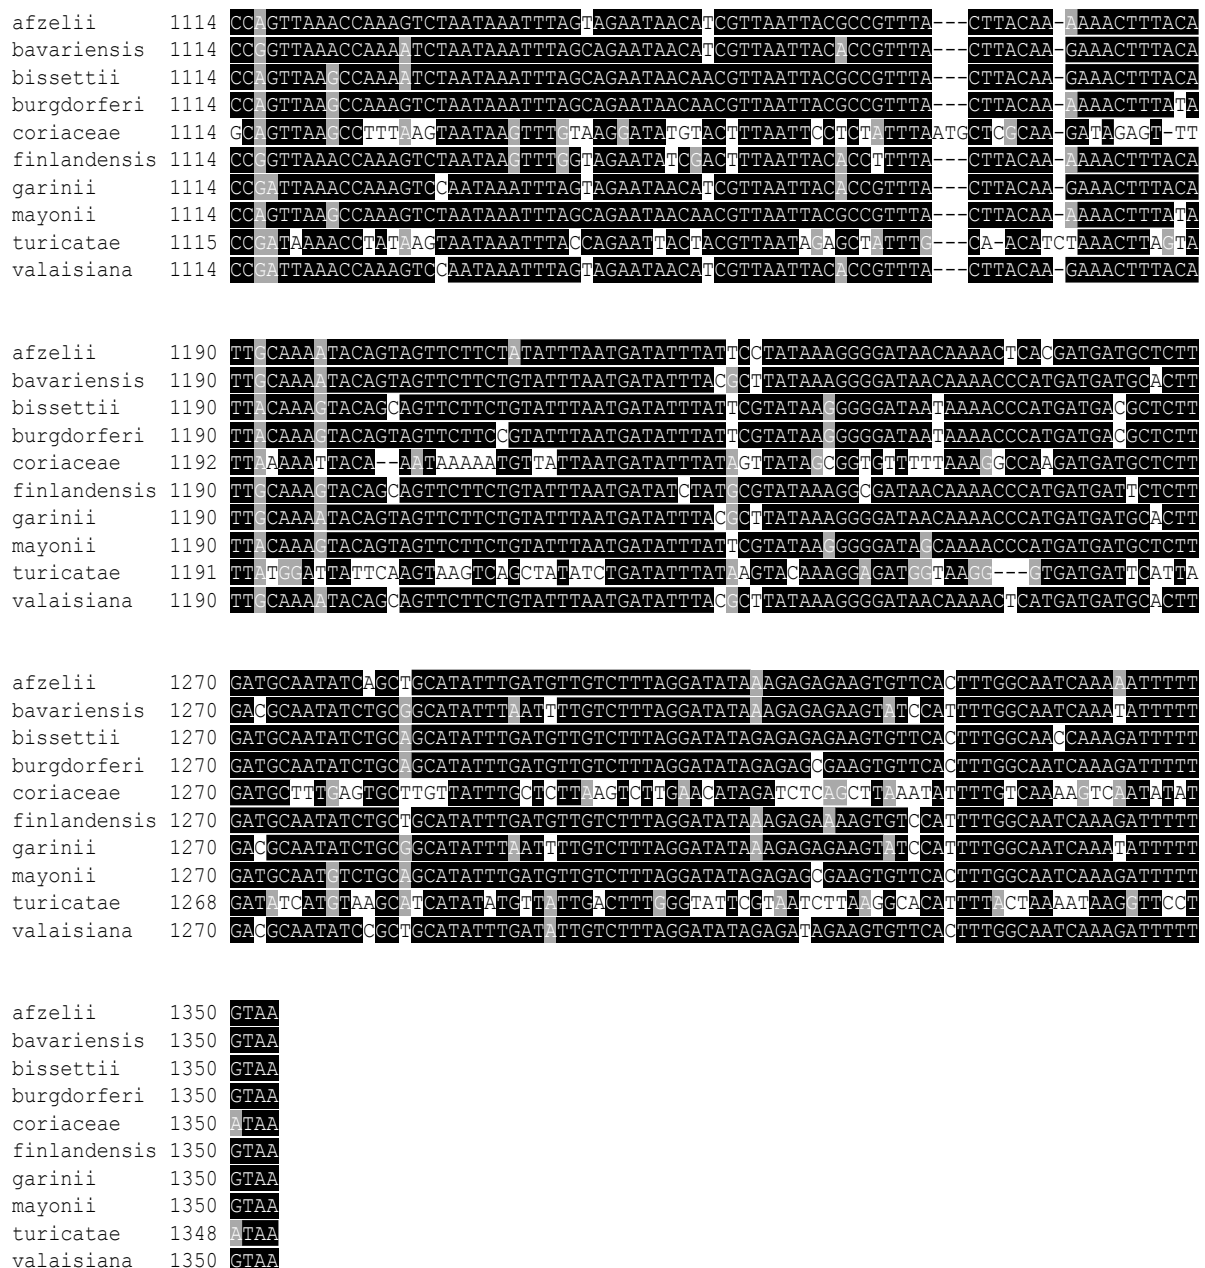 afzelii 1114 CCAGTTAAACCAAAGTCTAATAAATTTAGTAGAATAACATCGTTAATTACGCCGTTTA---CTTACAA-AAAACTTTACA
bavariensis 1114 CCGGTTAAACCAAAATCTAATAAATTTAGCAGAATAACATCGTTAATTACACCGTTTA---CTTACAA-GAAACTTTACA
bissettii 1114 CCAGTTAAGCCAAAATCTAATAAATTTAGCAGAATAACAACGTTAATTACGCCGTTTA---CTTACAA-GAAACTTTACA
burgdorferi 1114 CCAGTTAAGCCAAAGTCTAATAAATTTAGCAGAATAACAACGTTAATTACGCCGTTTA---CTTACAA-AAAACTTTATA
coriaceae 1114 GCAGTTAAGCCTTTAAGTAATAAGTTTGTAAGGATATGTACTTTAATTCCTCTATTTAATGCTCGCAA-GATAGAGT-TT
finlandensis 1114 CCGGTTAAACCAAAGTCTAATAAGTTTGGTAGAATATCGACTTTAATTACACCTTTTA---CTTACAA-AAAACTTTACA
garinii 1114 CCGATTAAACCAAAGTCCAATAAATTTAGTAGAATAACATCGTTAATTACACCGTTTA---CTTACAA-GAAACTTTACA
mayonii 1114 CCAGTTAAGCCAAAGTCTAATAAATTTAGCAGAATAACAACGTTAATTACGCCGTTTA---CTTACAA-AAAACTTTATA
turicatae 1115 CCGATAAAACCTATAAGTAATAAATTTACCAGAATTACTACGTTAATAGAGCTATTTG---CA-ACATCTAAACTTAGTA
valaisiana 1114 CCGATTAAACCAAAGTCCAATAAATTTAGTAGAATAACATCGTTAATTACACCGTTTA---CTTACAA-GAAACTTTACA
afzelii 1190 TTGCAAAATACAGTAGTTCTTCTATATTTAATGATATTTATTCCTATAAAGGGGATAACAAAACTCACGATGATGCTCTT
bavariensis 1190 TTGCAAAATACAGTAGTTCTTCTGTATTTAATGATATTTACGCTTATAAAGGGGATAACAAAACCCATGATGATGCACTT
bissettii 1190 TTACAAAGTACAGCAGTTCTTCTGTATTTAATGATATTTATTCGTATAAGGGGGATAATAAAACCCATGATGACGCTCTT
burgdorferi 1190 TTACAAAGTACAGTAGTTCTTCCGTATTTAATGATATTTATTCGTATAAGGGGGATAATAAAACCCATGATGACGCTCTT
coriaceae 1192 TTAAAAATTACA--AATAAAAATGTTATTAATGATATTTATAGTTATAGCGGTGTTTTTAAAGGCCAAGATGATGCTCTT
finlandensis 1190 TTGCAAAGTACAGCAGTTCTTCTGTATTTAATGATATCTATGCGTATAAAGGCGATAACAAAACCCATGATGATTCTCTT
garinii 1190 TTGCAAAATACAGTAGTTCTTCTGTATTTAATGATATTTACGCTTATAAAGGGGATAACAAAACCCATGATGATGCACTT
mayonii 1190 TTACAAAGTACAGTAGTTCTTCTGTATTTAATGATATTTATTCGTATAAGGGGGATAGCAAAACCCATGATGATGCTCTT
turicatae 1191 TTATGGATTATTCAAGTAAGTCAGCTATATCTGATATTTATAAGTACAAAGGAGATGGTAAGG---GTGATGATTCATTA
valaisiana 1190 TTGCAAAATACAGCAGTTCTTCTGTATTTAATGATATTTACGCTTATAAAGGGGATAACAAAACTCATGATGATGCACTT
afzelii 1270 GATGCAATATCAGCTGCATATTTGATGTTGTCTTTAGGATATAAAGAGAGAAGTGTTCACTTTGGCAATCAAAAATTTTT
bavariensis 1270 GACGCAATATCTGCGGCATATTTAATTTTGTCTTTAGGATATAAAGAGAGAAGTATCCATTTTGGCAATCAAATATTTTT
bissettii 1270 GATGCAATATCTGCAGCATATTTGATGTTGTCTTTAGGATATAGAGAGAGAAGTGTTCACTTTGGCAACCAAAGATTTTT
burgdorferi 1270 GATGCAATATCTGCAGCATATTTGATGTTGTCTTTAGGATATAGAGAGCGAAGTGTTCACTTTGGCAATCAAAGATTTTT
coriaceae 1270 GATGCTTTGAGTGCTTGTTATTTGCTCTTAAGTCTTGAACATAGATCTCAGCTTAAATATTTTGTCAAAAGTCAATATAT
finlandensis 1270 GATGCAATATCTGCTGCATATTTGATGTTGTCTTTAGGATATAAAGAGAAAAGTGTCCATTTTGGCAATCAAAGATTTTT
garinii 1270 GACGCAATATCTGCGGCATATTTAATTTTGTCTTTAGGATATAAAGAGAGAAGTATCCATTTTGGCAATCAAATATTTTT
mayonii 1270 GATGCAATGTCTGCAGCATATTTGATGTTGTCTTTAGGATATAGAGAGCGAAGTGTTCACTTTGGCAATCAAAGATTTTT
turicatae 1268 GATATCATGTAAGCATCATATATGTTATTGACTTTGGGTATTCGTAATCTTAAGGCACATTTTACTAAAATAAGGTTCCT
valaisiana 1270 GACGCAATATCCGCTGCATATTTGATATTGTCTTTAGGATATAGAGATAGAAGTGTTCACTTTGGCAATCAAAGATTTTT
afzelii 1350 GTAA
bavariensis 1350 GTAA
bissettii 1350 GTAA
burgdorferi 1350 GTAA
coriaceae 1350 ATAA
finlandensis 1350 GTAA
garinii 1350 GTAA
mayonii 1350 GTAA
turicatae 1348 ATAA
valaisiana 1350 GTAA